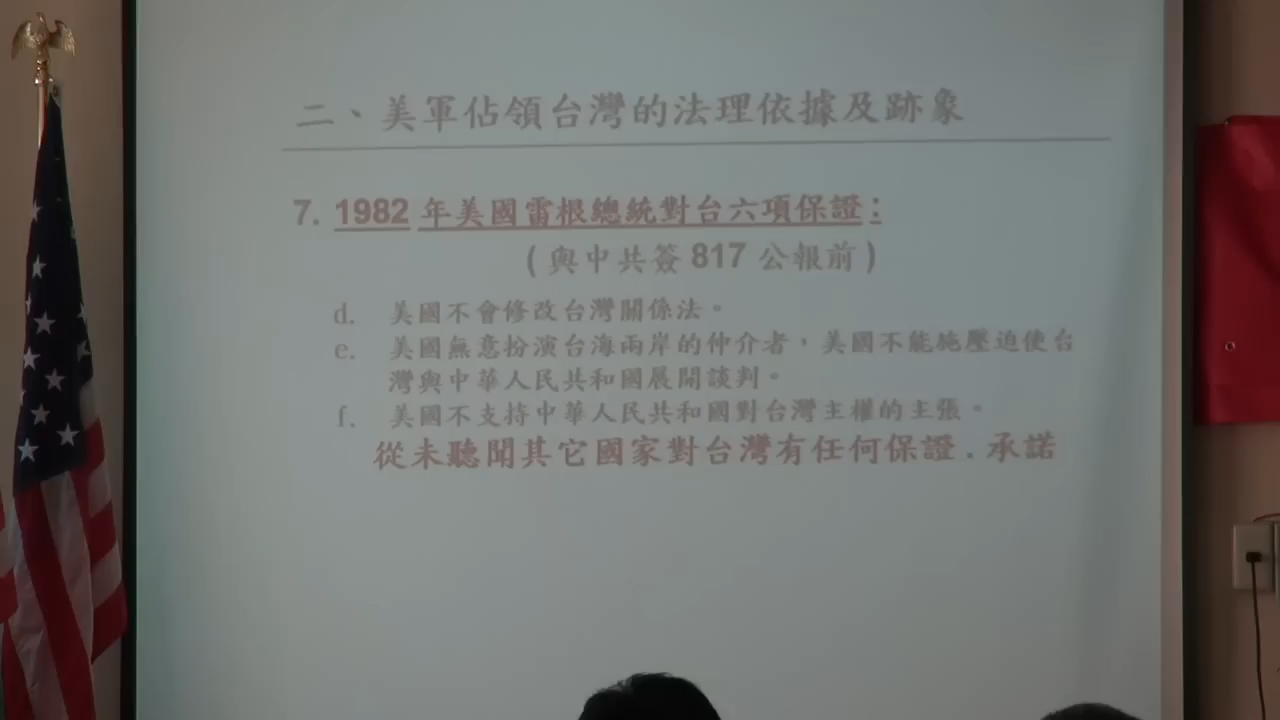 二、美軍佔領台灣的法理依據及跡象
7. 1982 年美國雷根總統對台六項保證：
( 與中共簽 817 公報前 )
d. 美國不會修改台灣關係法。
e. 美國無意扮演台海兩岸的仲介者，美國不能施壓迫使台
灣與中華人民共和國展開談判。
f. 美國不支持中華人民共和國對台灣主權的主張。
從未聽聞其它國家對台灣有任何保證．承諾